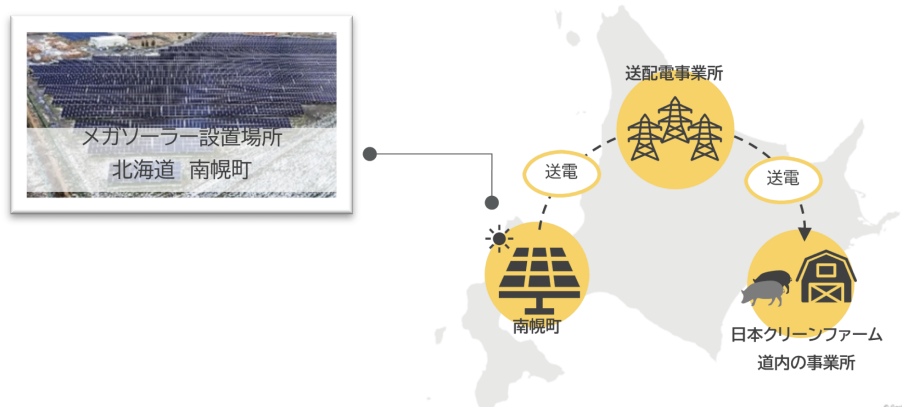 メガソーラー設置場所
北海道 南幌町
送配電事業所
送電
送電
南幌町
日本クリーンファーム
道内の事業所